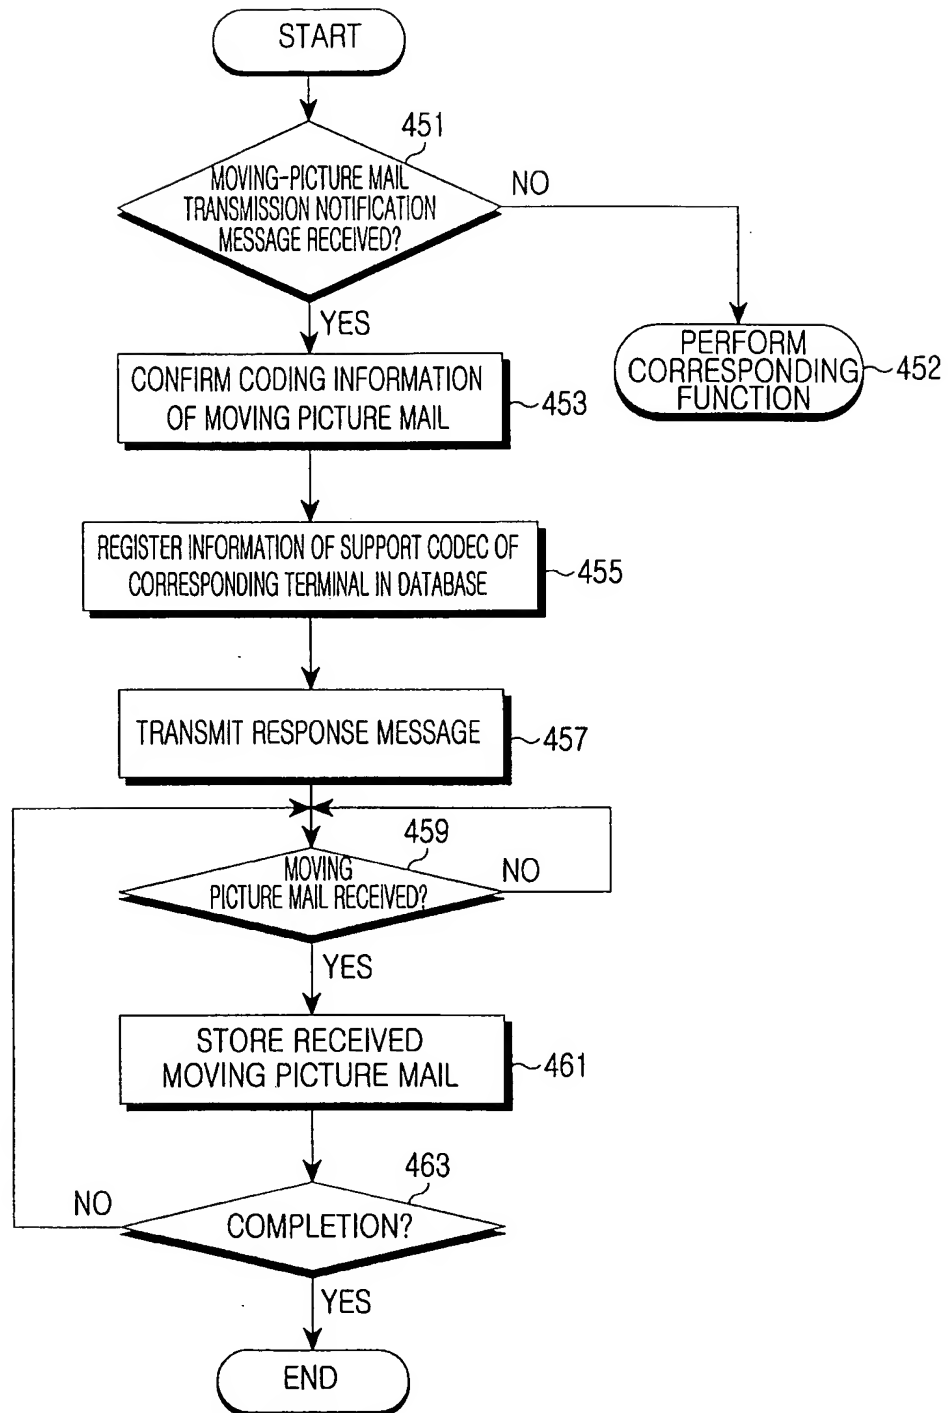 START
451
MOVING-PICTURE MAIL
TRANSMISSION NOTIFICATION
MESSAGE RECEIVED?
NO
YES
PERFORM
CORRESPONDING
FUNCTION
452
CONFIRM CODING INFORMATION
OF MOVING PICTURE MAIL
453
REGISTER INFORMATION OF SUPPORT CODEC OF
CORRESPONDING TERMINAL IN DATABASE
455
TRANSMIT RESPONSE MESSAGE
457
459
MOVING
PICTURE MAIL RECEIVED?
NO
YES
STORE RECEIVED
MOVING PICTURE MAIL
461
463
NO
COMPLETION?
YES
END